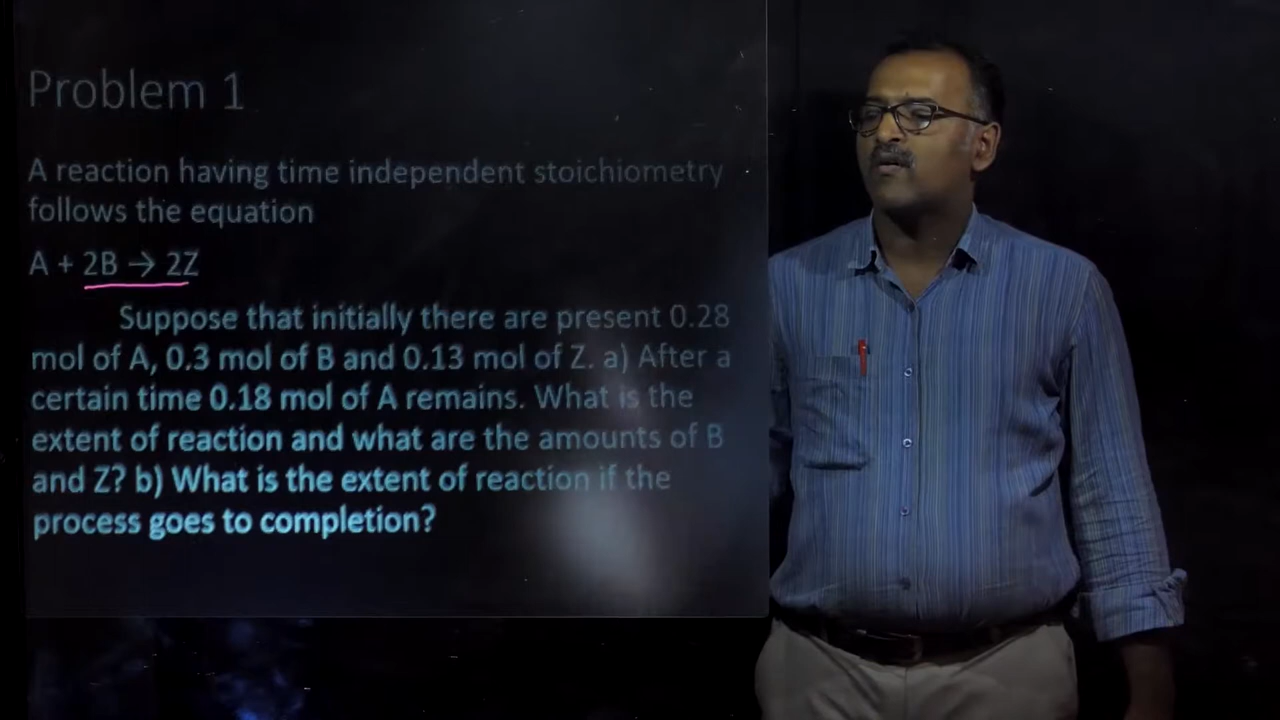 Problem 1
A reaction having time independent stoichiometry
follows the equation
A + 2B → 2Z
Suppose that initially there are present 0.28
mol of A, 0.3 mol of B and 0.13 mol of Z. a) After a
certain time 0.18 mol of A remains. What is the
extent of reaction and what are the amounts of B
and Z? b) What is the extent of reaction if the
process goes to completion?